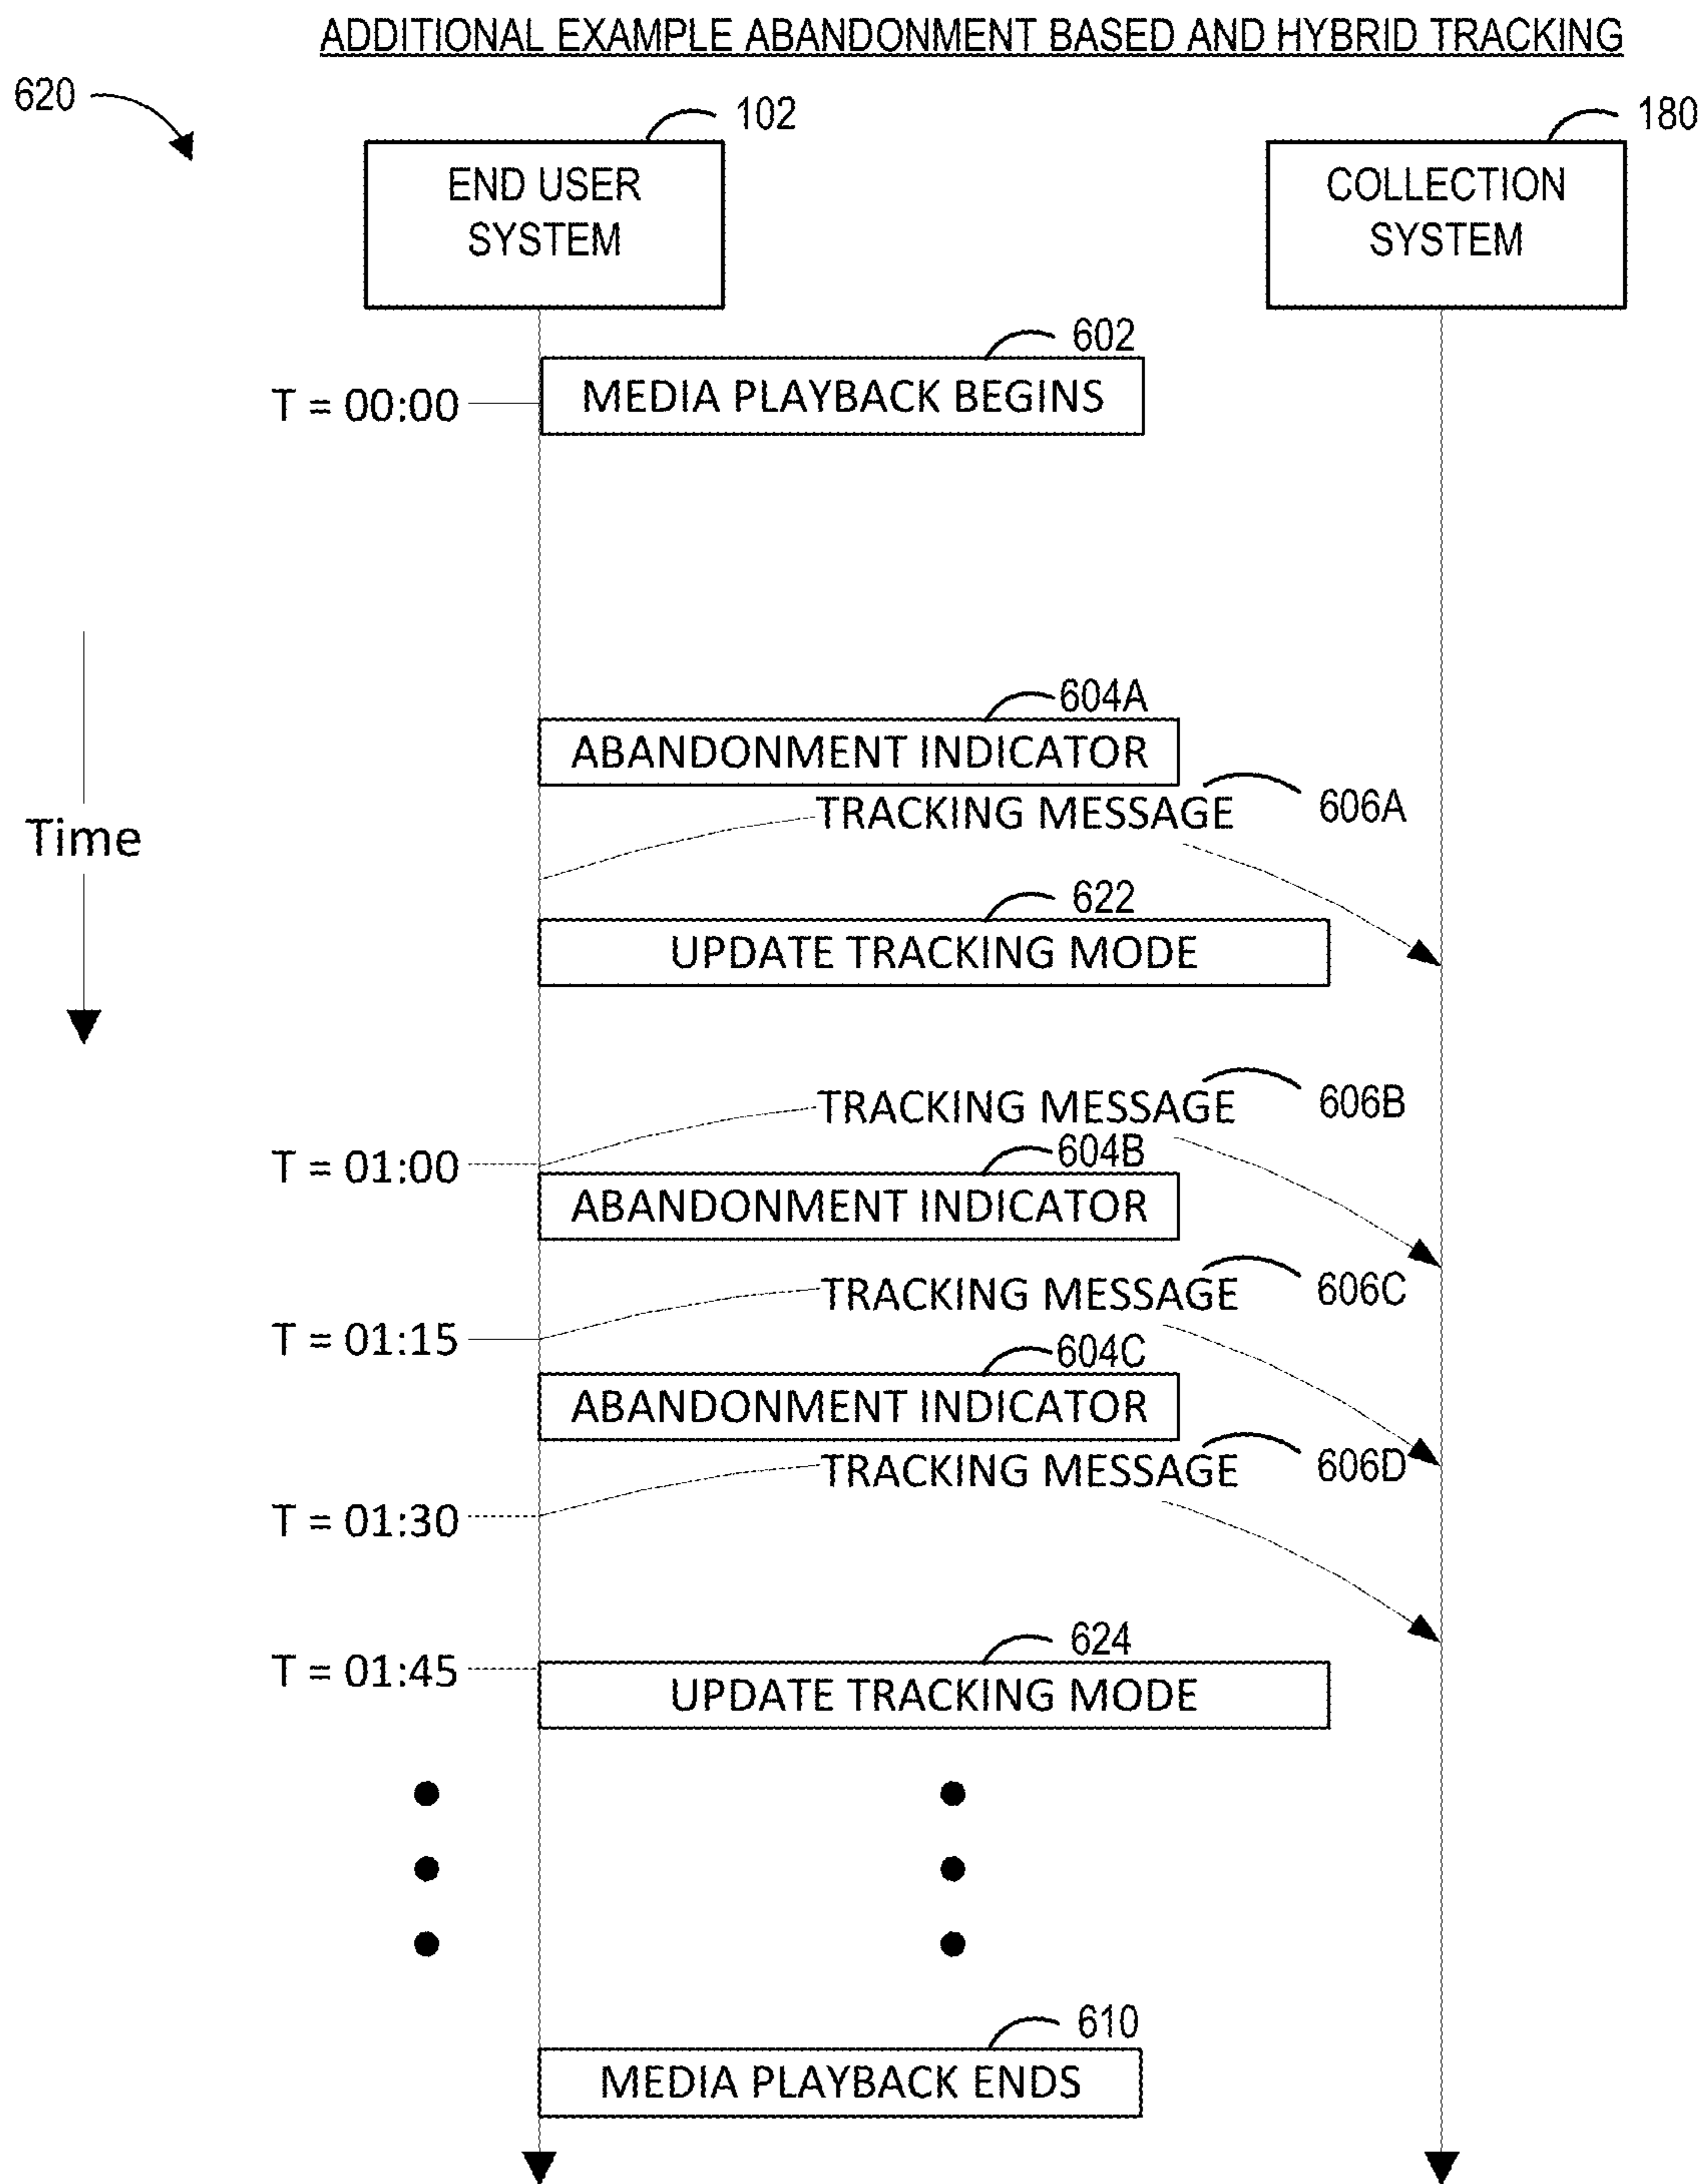 ADDITIONAL EXAMPLE ABANDONMENT BASED AND HYBRID TRACKING
620
102
180
END USER
SYSTEM
COLLECTION
SYSTEM
602
T = 00:00
MEDIA PLAYBACK BEGINS
604A
ABANDONMENT INDICATOR
TRACKING MESSAGE
606A
Time
622
UPDATE TRACKING MODE
TRACKING MESSAGE
606B
T = 01:00
604B
ABANDONMENT INDICATOR
TRACKING MESSAGE
606C
T = 01:15
604C
ABANDONMENT INDICATOR
TRACKING MESSAGE
606D
T = 01:30
624
T = 01:45
UPDATE TRACKING MODE
610
MEDIA PLAYBACK ENDS